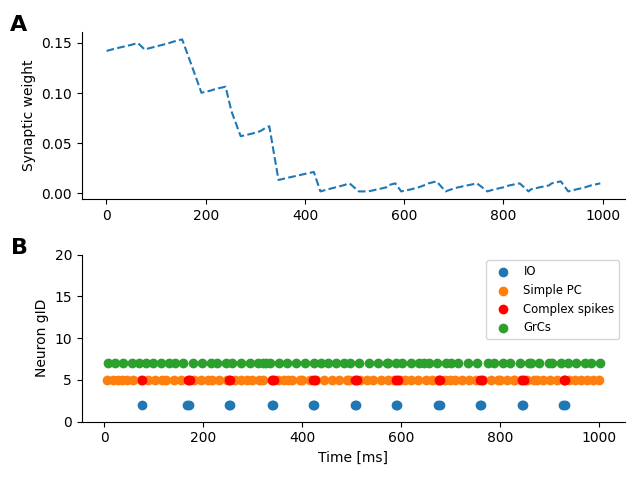 A
Synaptic weight
0.15
0.10
0.05
0.00
0 200 400 600 800 1000
B
Neuron gID
20
15
10
5
0
IO
Simple PC
Complex spikes
GrCs
0 200 400 600 800 1000
Time [ms]